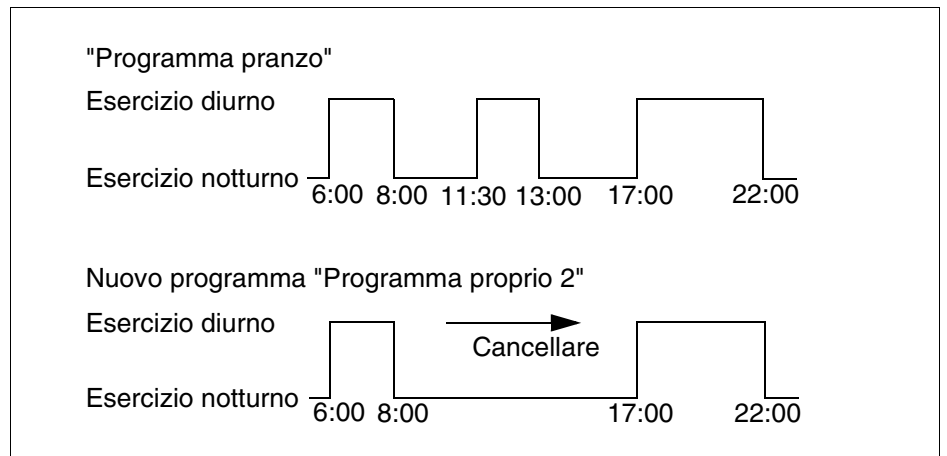 "Programma pranzo"
Esercizio diurno
Esercizio notturno
6:00 8:00 11:30 13:00 17:00 22:00
Nuovo programma "Programma proprio 2"
Esercizio diurno
Cancellare
Esercizio notturno
6:00 8:00 17:00 22:00